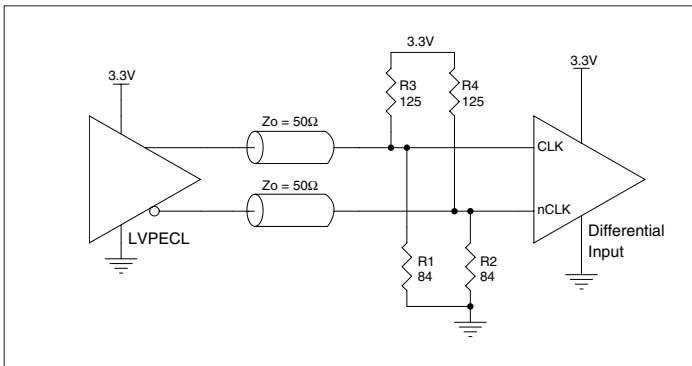 3.3V
3.3V
3.3V
R3
125
R4
125
Zo = 50Ω
CLK
Zo = 50Ω
nCLK
LVPECL
Differential
Input
R1
84
R2
84